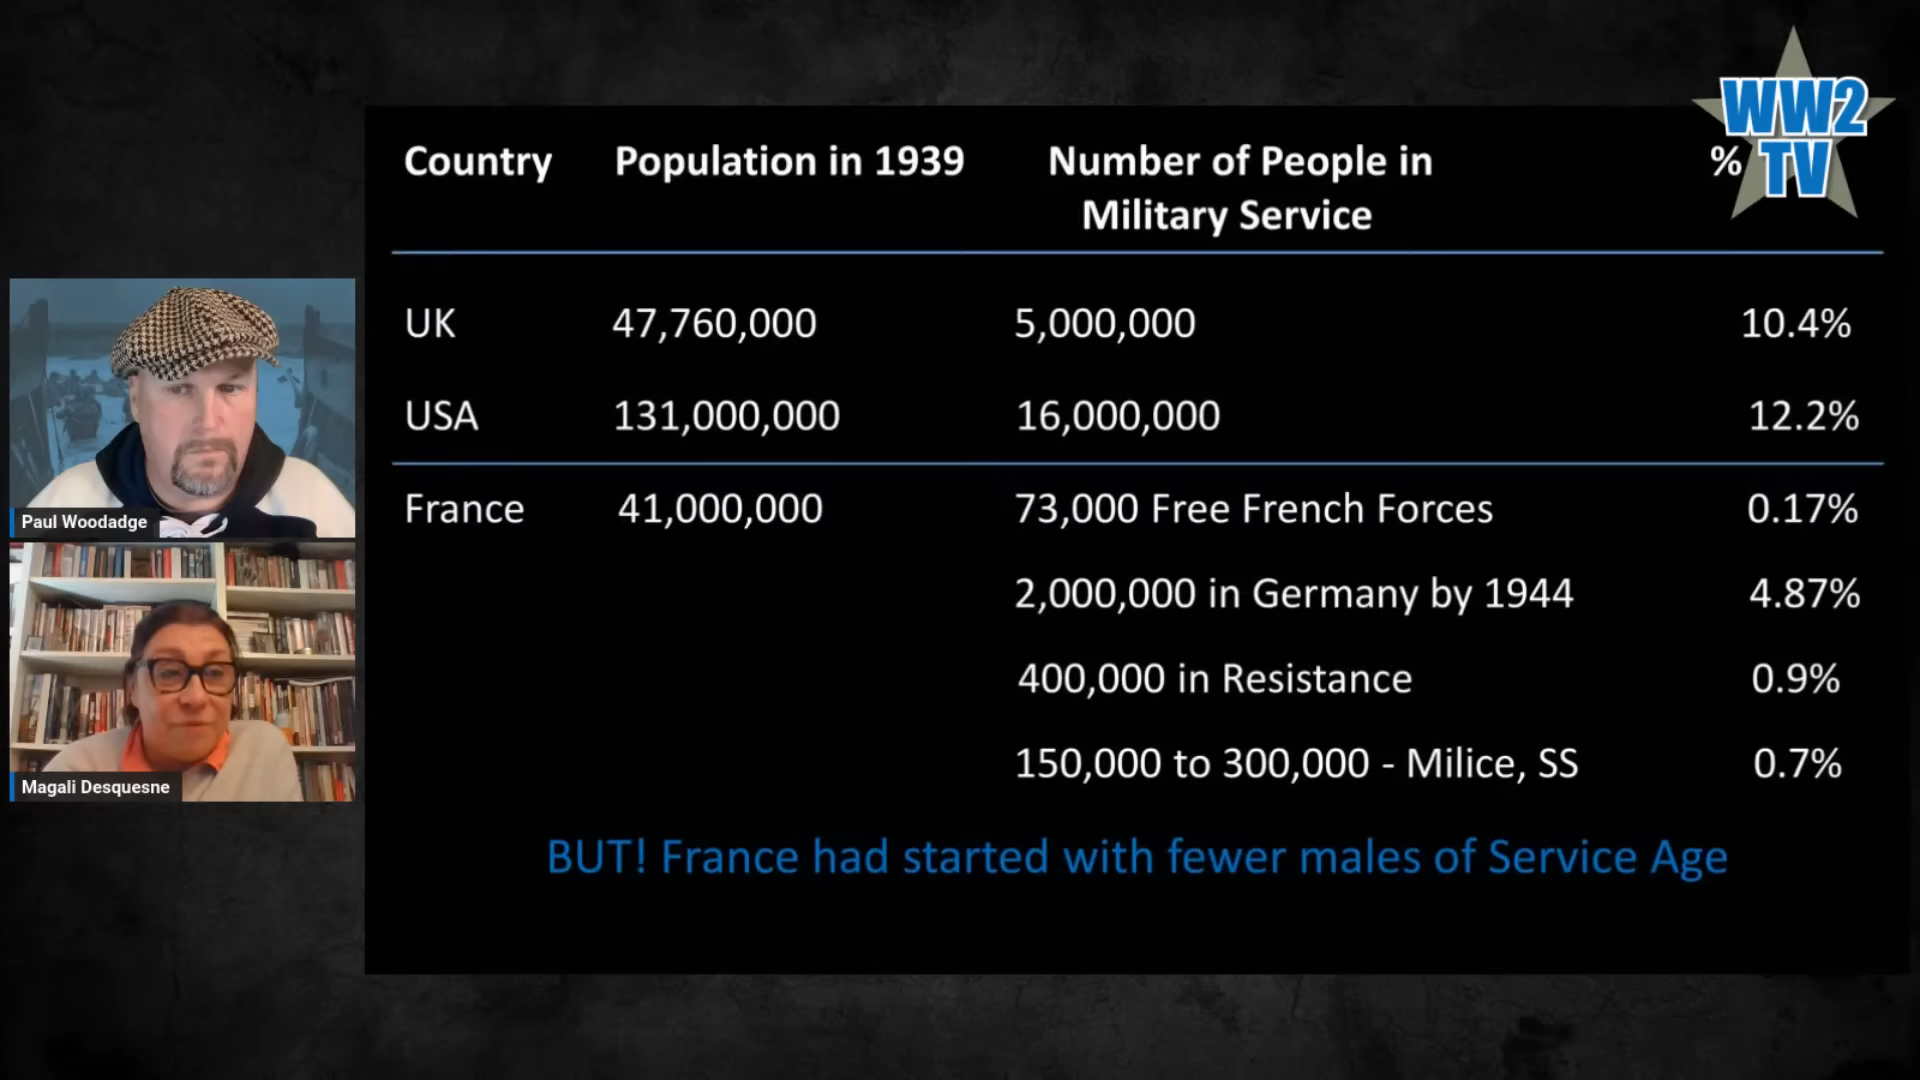 WW2
TV
Country Population in 1939 Number of People in %
Military Service
UK 47,760,000 5,000,000 10.4%
USA 131,000,000 16,000,000 12.2%
France 41,000,000 73,000 Free French Forces 0.17%
2,000,000 in Germany by 1944 4.87%
400,000 in Resistance 0.9%
150,000 to 300,000 - Milice, SS 0.7%
BUT! France had started with fewer males of Service Age
Paul Woodadge
Magali Desquesne